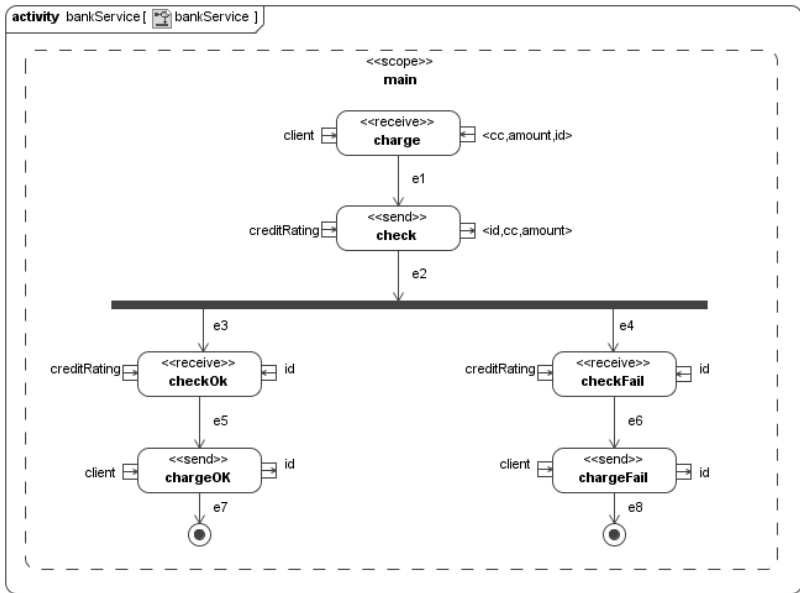 activity bankService [ bankService ]
<<scope>>
main
<<receive>>
charge
client
<cc,amount,id>
e1
<<send>>
check
creditRating
<id,cc,amount>
e2
e3
e4
<<receive>>
checkOk
creditRating
id
<<receive>>
checkFail
creditRating
id
e5
e6
<<send>>
chargeOK
client
id
<<send>>
chargeFail
client
id
e7
e8